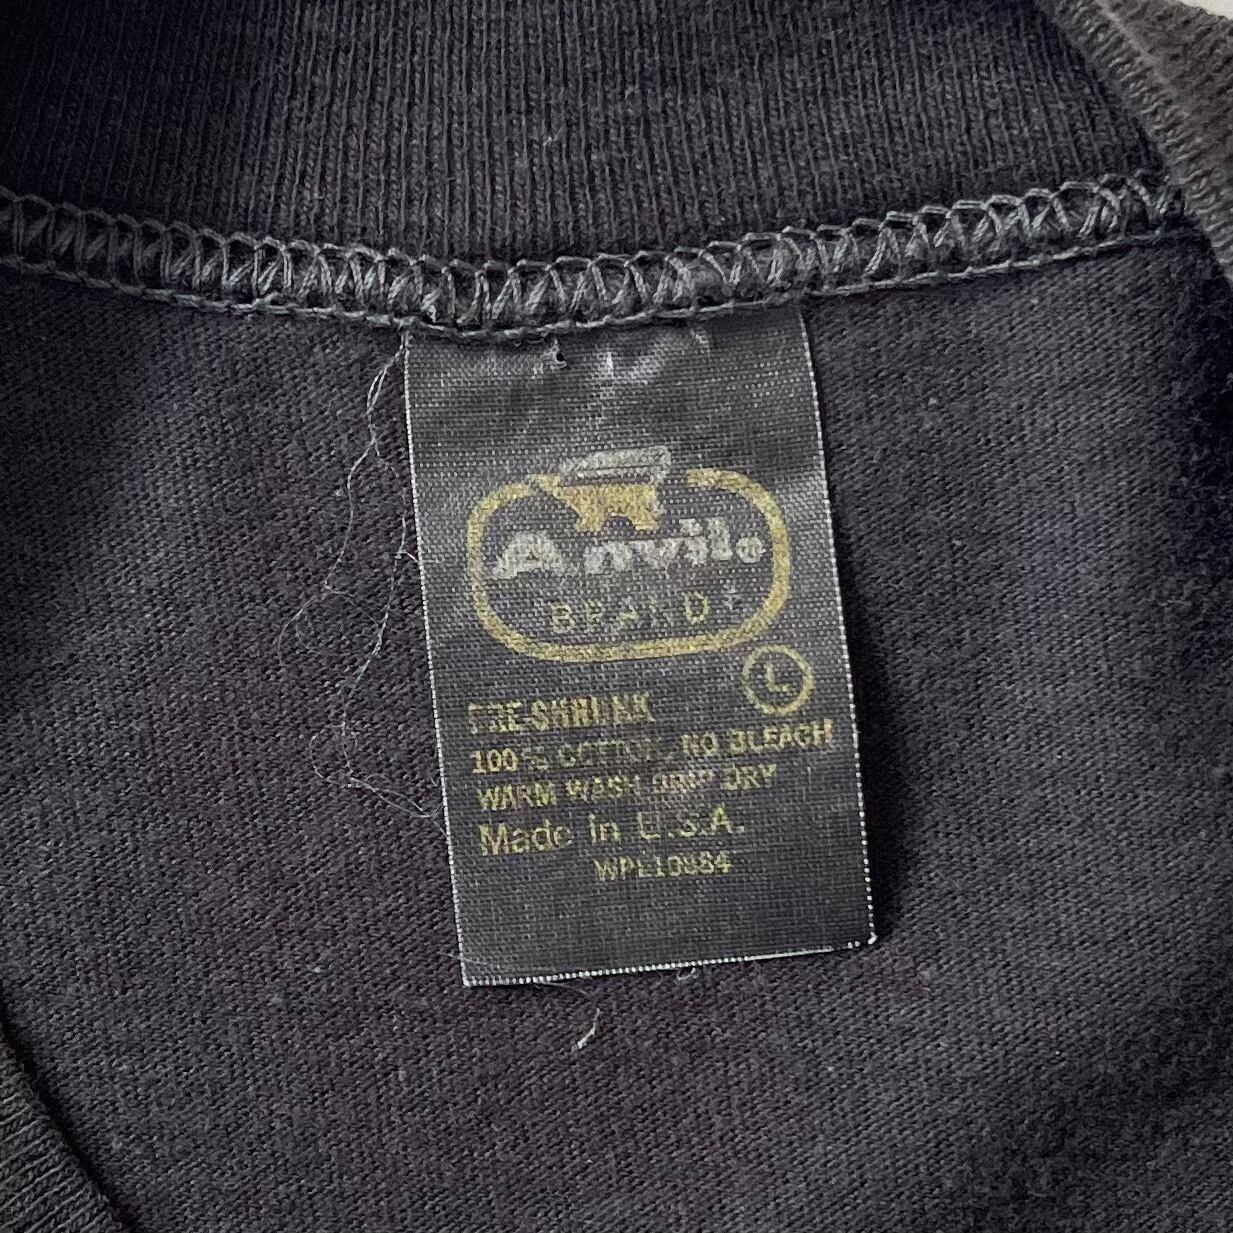 Anvil®
BRAND
L
PRE-SHRUNK
100% COTTON, NO BLEACH
WARM WASH DRIP DRY
Made in U.S.A.
WPL10884